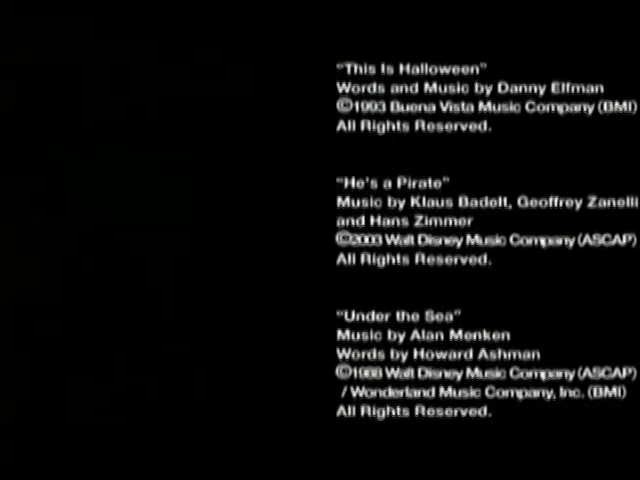 "This Is Halloween"
Words and Music by Danny Elfman
©1993 Buena Vista Music Company (BMI)
All Rights Reserved.
"He's a Pirate"
Music by Klaus Badelt, Geoffrey Zanelli
and Hans Zimmer
©2003 Walt Disney Music Company (ASCAP)
All Rights Reserved.
"Under the Sea"
Music by Alan Menken
Words by Howard Ashman
©1988 Walt Disney Music Company (ASCAP)
/ Wonderland Music Company, Inc. (BMI)
All Rights Reserved.